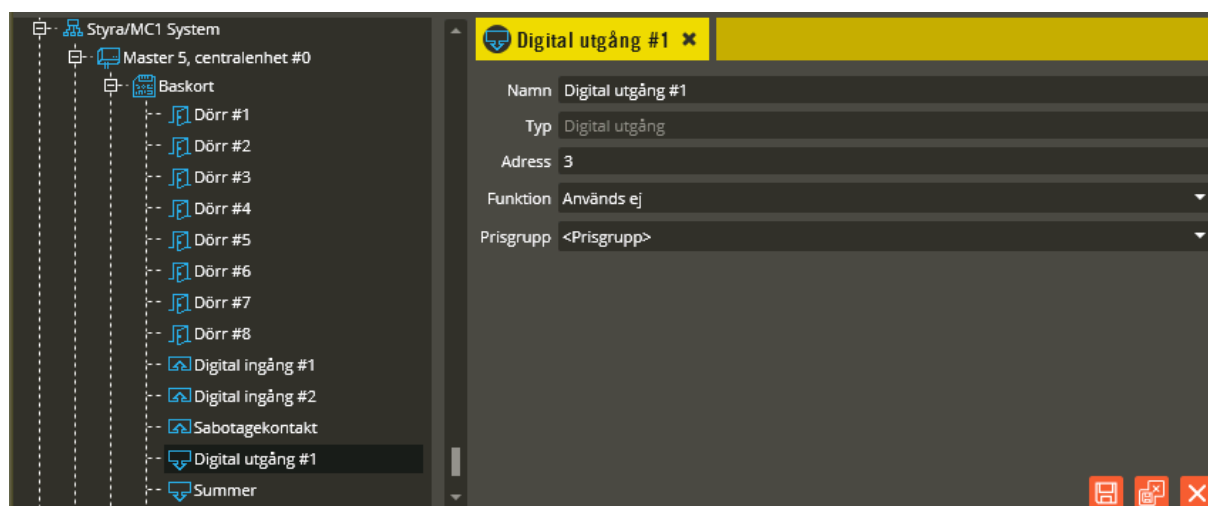 Styra/MC1 System
Master 5, centralenhet #0
Baskort
Dörr #1
Dörr #2
Dörr #3
Dörr #4
Dörr #5
Dörr #6
Dörr #7
Dörr #8
Digital ingång #1
Digital ingång #2
Sabotagekontakt
Digital utgång #1
Summer
Digital utgång #1
Namn Digital utgång #1
Typ Digital utgång
Adress 3
Funktion Används ej
Prisgrupp <Prisgrupp>